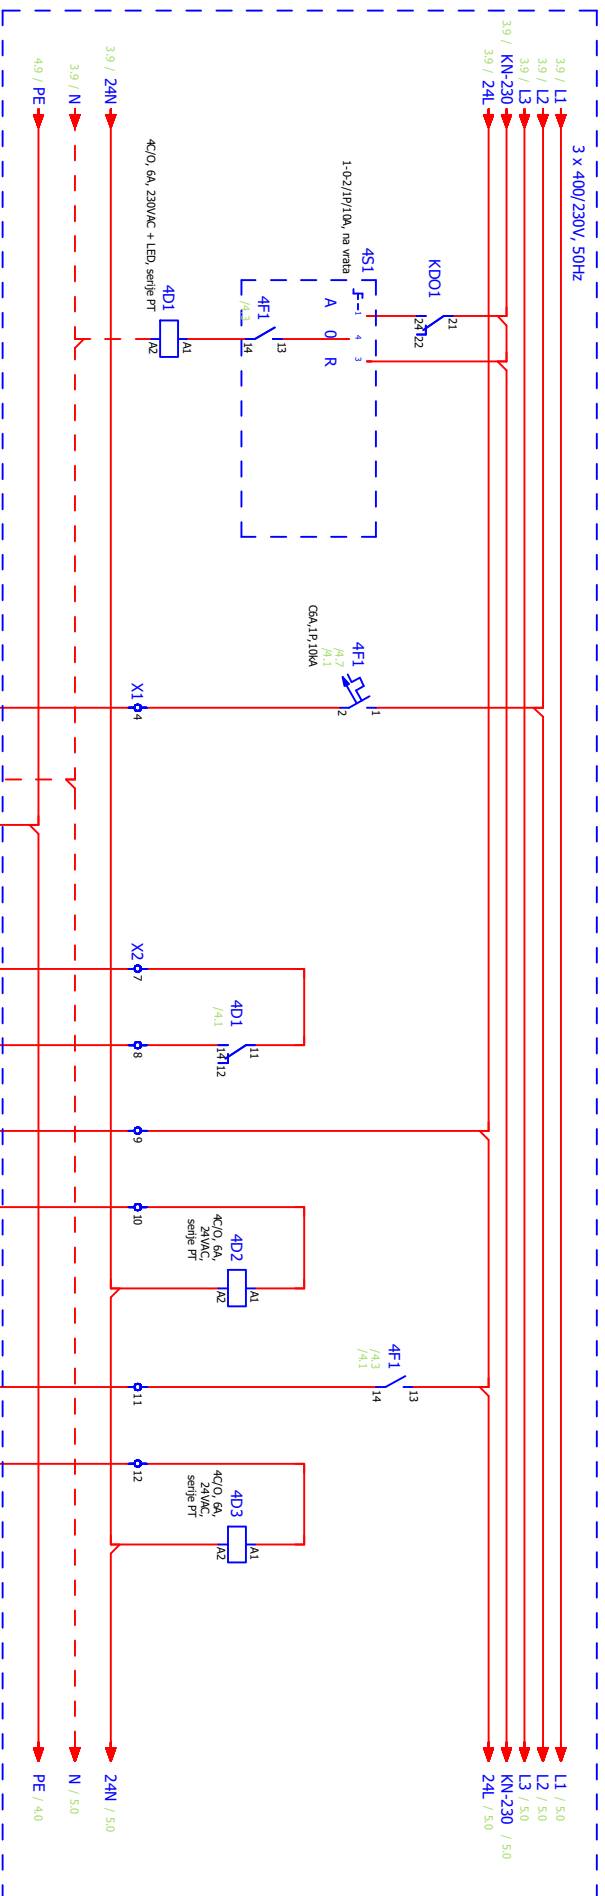 3 x 400/230V, 50Hz
3.9 / L1
3.9 / L2
3.9 / L3
3.9 / KN-230
3.9 / 24L
3.9 / 24N
3.9 / N
4.9 / PE
KDO1
21
24
22
4S1
1-0-2/1P/10A, na vrata
A 0 R
1
4
3
4F1
/4.3
13
14
4D1
4C/O, 6A, 230VAC + LED, serije PT
A1
A2
4F1
/4.7
/4.1
C6A,1P,10kA
1
2
X1
4
X2
7
4D1
/4.1
11
14
12
8
9
10
4D2
4C/O, 6A,
24VAC,
serije PT
A1
A2
4F1
/4.3
/4.1
13
14
11
12
4D3
4C/O, 6A,
24VAC,
serije PT
A1
A2
L1 / 5.0
L2 / 5.0
L3 / 5.0
KN-230 / 5.0
24L / 5.0
24N / 5.0
N / 5.0
PE / 4.0